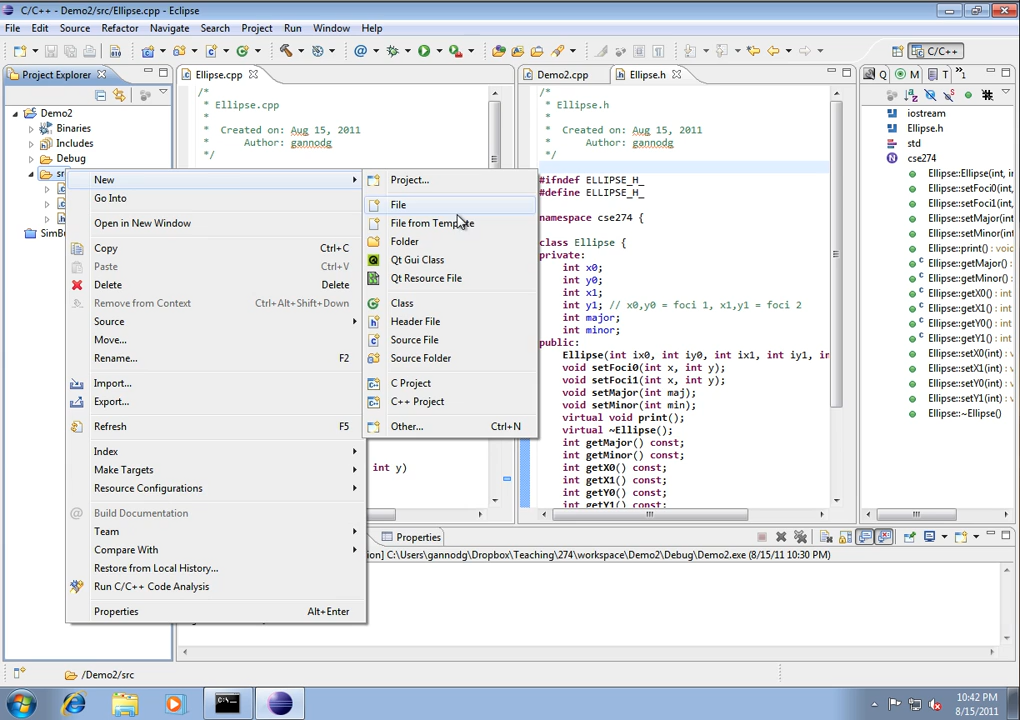 C/C++ - Demo2/src/Ellipse.cpp - Eclipse
File Edit Source Refactor Navigate Search Project Run Window Help
C/C++
Project Explorer
Demo2
Binaries
Includes
Debug
New
Go Into
Open in New Window
Copy Ctrl+C
Paste Ctrl+V
Delete Delete
Remove from Context Ctrl+Alt+Shift+Down
Source
Move...
Rename... F2
Import...
Export...
Refresh F5
Index
Make Targets
Resource Configurations
Build Documentation
Team
Compare With
Restore from Local History...
Run C/C++ Code Analysis
Properties Alt+Enter
Project...
File
File from Template
Folder
Qt Gui Class
Qt Resource File
Class
Header File
Source File
Source Folder
C Project
C++ Project
Other... Ctrl+N
Ellipse.cpp
/*
* Ellipse.cpp
*
* Created on: Aug 15, 2011
* Author: gannodg
*/
int y)
Demo2.cpp
Ellipse.h
/*
* Ellipse.h
*
* Created on: Aug 15, 2011
* Author: gannodg
*/
#ifndef ELLIPSE_H_
#define ELLIPSE_H_
namespace cse274 {
class Ellipse {
private:
int x0;
int y0;
int x1;
int y1; // x0,y0 = foci 1, x1,y1 = foci 2
int major;
int minor;
public:
Ellipse(int ix0, int iy0, int ix1, int iy1, in
void setFoci0(int x, int y);
void setFoci1(int x, int y);
void setMajor(int maj);
void setMinor(int min);
virtual void print();
virtual ~Ellipse();
int getMajor() const;
int getMinor() const;
int getX0() const;
int getX1() const;
int getY0() const;
int getY1() const;
Q M T »1
iostream
Ellipse.h
std
cse274
Ellipse::Ellipse(int, in
Ellipse::setFoci0(int,
Ellipse::setFoci1(int,
Ellipse::setMajor(int
Ellipse::setMinor(int
Ellipse::print() : voic
Ellipse::getMajor() :
Ellipse::getMinor() :
Ellipse::getX0() : int
Ellipse::getX1() : int
Ellipse::getY0() : int
Ellipse::getY1() : int
Ellipse::setX0(int) :
Ellipse::setX1(int) :
Ellipse::setY0(int) :
Ellipse::setY1(int) :
Ellipse::~Ellipse()
Properties
ion] C:\Users\gannodg\Dropbox\Teaching\274\workspace\Demo2\Debug\Demo2.exe (8/15/11 10:30 PM)
/Demo2/src
10:42 PM
8/15/2011